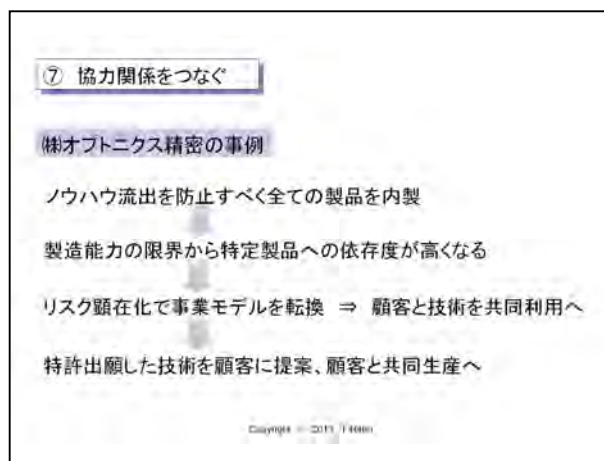 ⑦ 協力関係をつなぐ
㈱オプトニクス精密の事例
ノウハウ流出を防止すべく全ての製品を内製
製造能力の限界から特定製品への依存度が高くなる
リスク顕在化で事業モデルを転換 ⇒ 顧客と技術を共同利用へ
特許出願した技術を顧客に提案、顧客と共同生産へ
Copyright